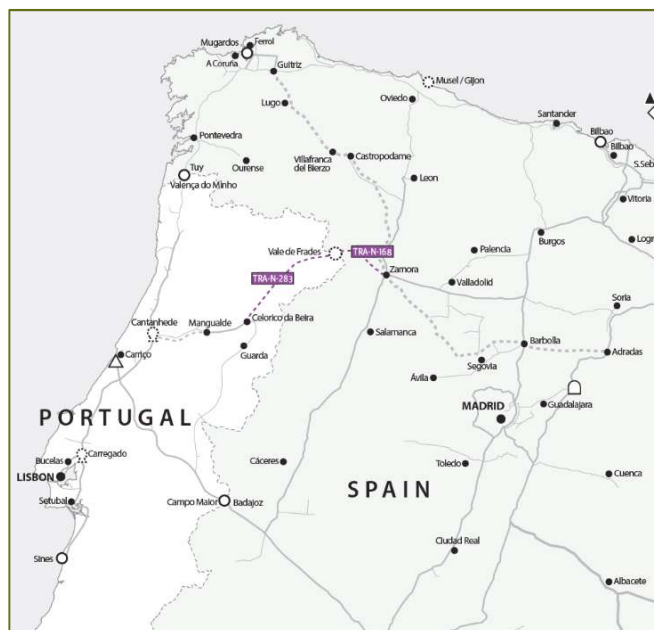 Mugardos
Ferrol
A Coruña
Guitriz
Musel / Gijon
Lugo
Oviedo
Santander
Bilbao
Bilbao
S.Seb
Pontevedra
Ourense
Villafranca
del Bierzo
Castropodame
Leon
Vitoria
Tuy
Valença do Minho
Burgos
Logr
Vale de Frades
TRA-N-168
Palencia
TRA-N-283
Zamora
Valladolid
Soria
Cantanhede
Mangualde
Celorico da Beira
Salamanca
Barbolla
Adradas
Carriço
Guarda
Segovia
Ávila
MADRID
Guadalajara
PORTUGAL
Bucelas
Carregado
LISBON
Cáceres
Toledo
Cuenca
SPAIN
Setubal
Campo Maior
Badajoz
Ciudad Real
Sines
Albacete